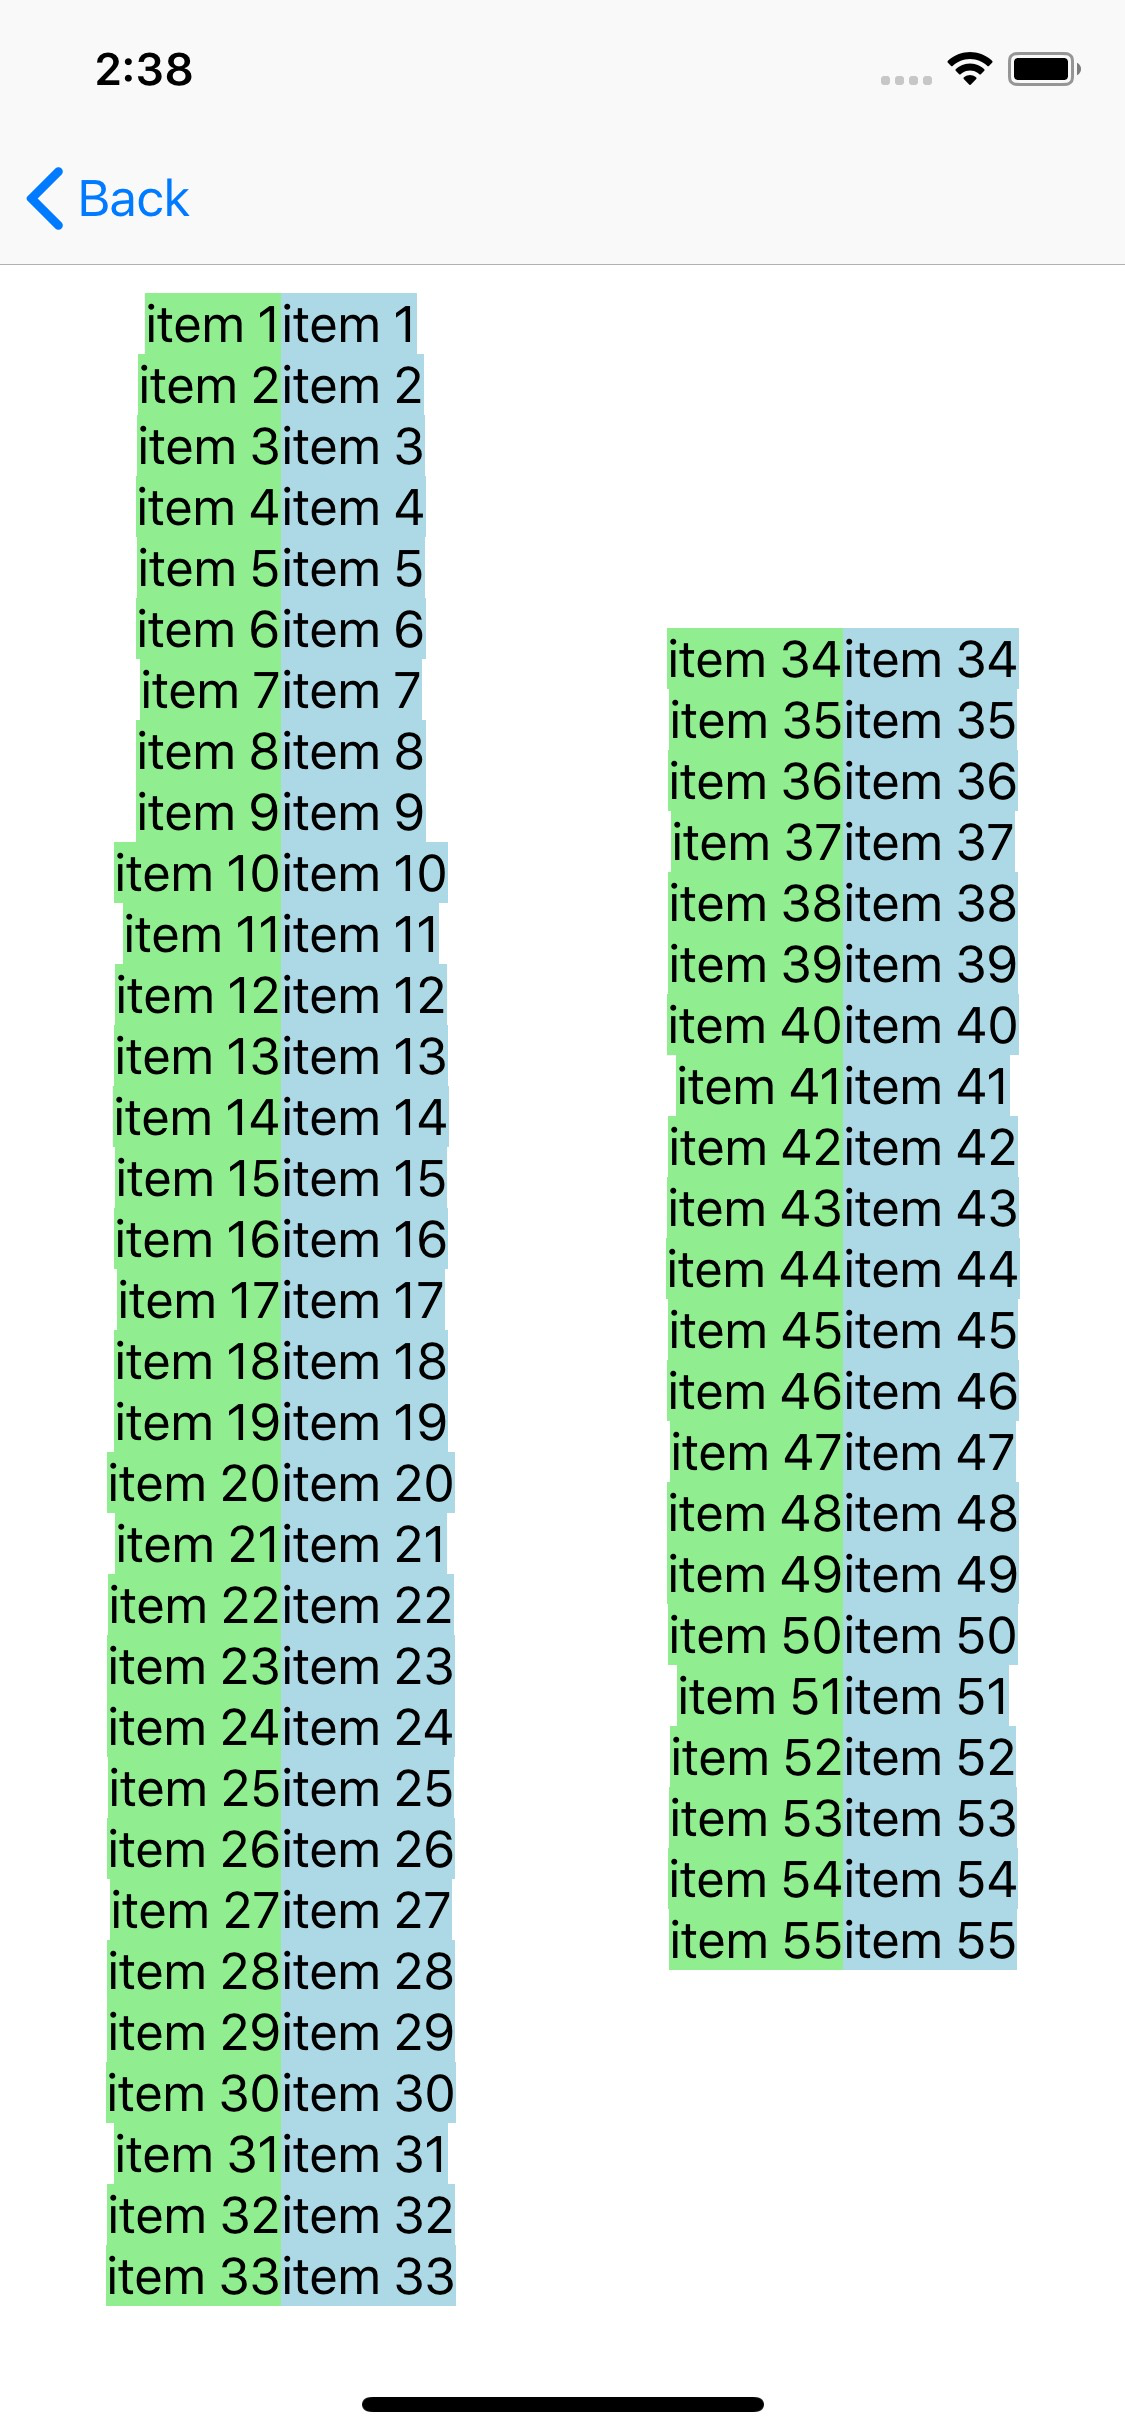 2:38
Back
item 1item 1
item 2item 2
item 3item 3
item 4item 4
item 5item 5
item 6item 6
item 7item 7
item 8item 8
item 9item 9
item 10item 10
item 11item 11
item 12item 12
item 13item 13
item 14item 14
item 15item 15
item 16item 16
item 17item 17
item 18item 18
item 19item 19
item 20item 20
item 21item 21
item 22item 22
item 23item 23
item 24item 24
item 25item 25
item 26item 26
item 27item 27
item 28item 28
item 29item 29
item 30item 30
item 31item 31
item 32item 32
item 33item 33
item 34item 34
item 35item 35
item 36item 36
item 37item 37
item 38item 38
item 39item 39
item 40item 40
item 41item 41
item 42item 42
item 43item 43
item 44item 44
item 45item 45
item 46item 46
item 47item 47
item 48item 48
item 49item 49
item 50item 50
item 51item 51
item 52item 52
item 53item 53
item 54item 54
item 55item 55